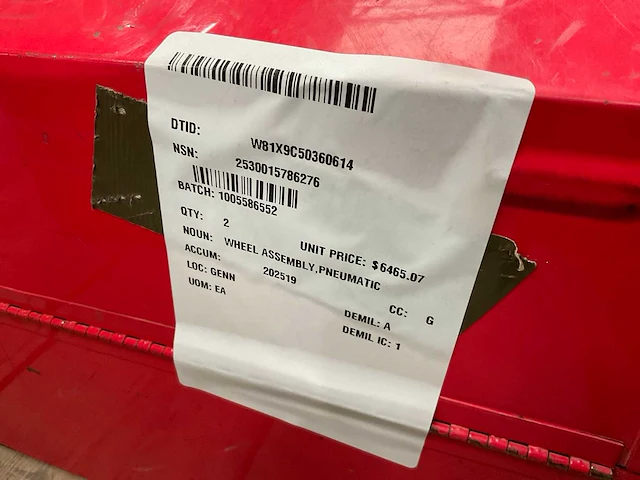 DTID: W81X9C50360614
NSN: 2530015786276
BATCH: 1005586552
QTY: 2 UNIT PRICE: $6465.07
NOUN: WHEEL ASSEMBLY,PNEUMATIC
ACCUM: 202519
LOC: GENN CC: G
UOM: EA DEMIL: A
DEMIL IC: 1